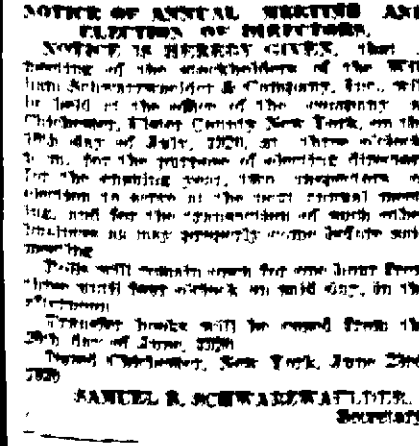 NOTICE OF ANNUAL MEETING AND
ELECTION OF DIRECTORS.
NOTICE IS HEREBY GIVEN, that
meeting of the stockholders of the
& Company, Inc., will
be held at the office of the company
Chichester, Ulster County New York, on the
day of July, 1920, at three o'clock
p. m., for the purpose of electing directors
for the ensuing year, two inspectors of
election to serve at the next annual meet-
ing, and for the transaction of such other
business as may properly come before said
meeting
Polls will remain open for one hour from
three until four o'clock on said day, in the
afternoon
Transfer books will be closed from the
day of June, 1920
Dated Chichester, New York, June 23rd
1920
SAMUEL R. SCHWARZWAELDER,
Secretary